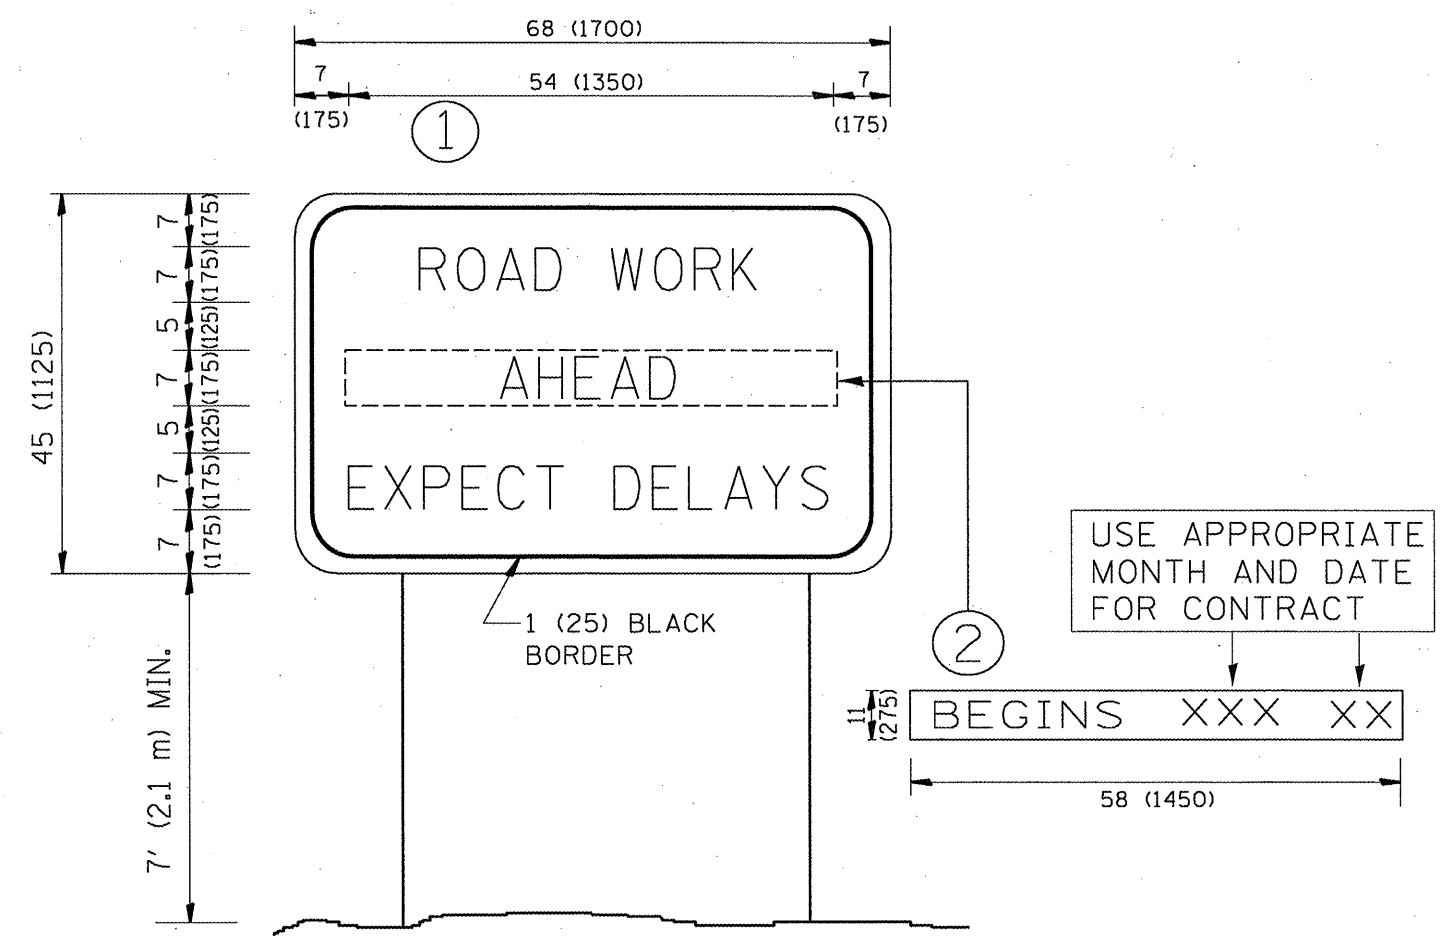 68 (1700)
7 54 (1350) 7
(175) (175)
1
7 (175)
7 (175)
5 (125)
7 (175)
5 (125)
7 (175)
7 (175)
45 (1125)
ROAD WORK
AHEAD
EXPECT DELAYS
1 (25) BLACK
BORDER
7' (2.1 m) MIN.
2
USE APPROPRIATE
MONTH AND DATE
FOR CONTRACT
11
(275)
BEGINS XXX XX
58 (1450)